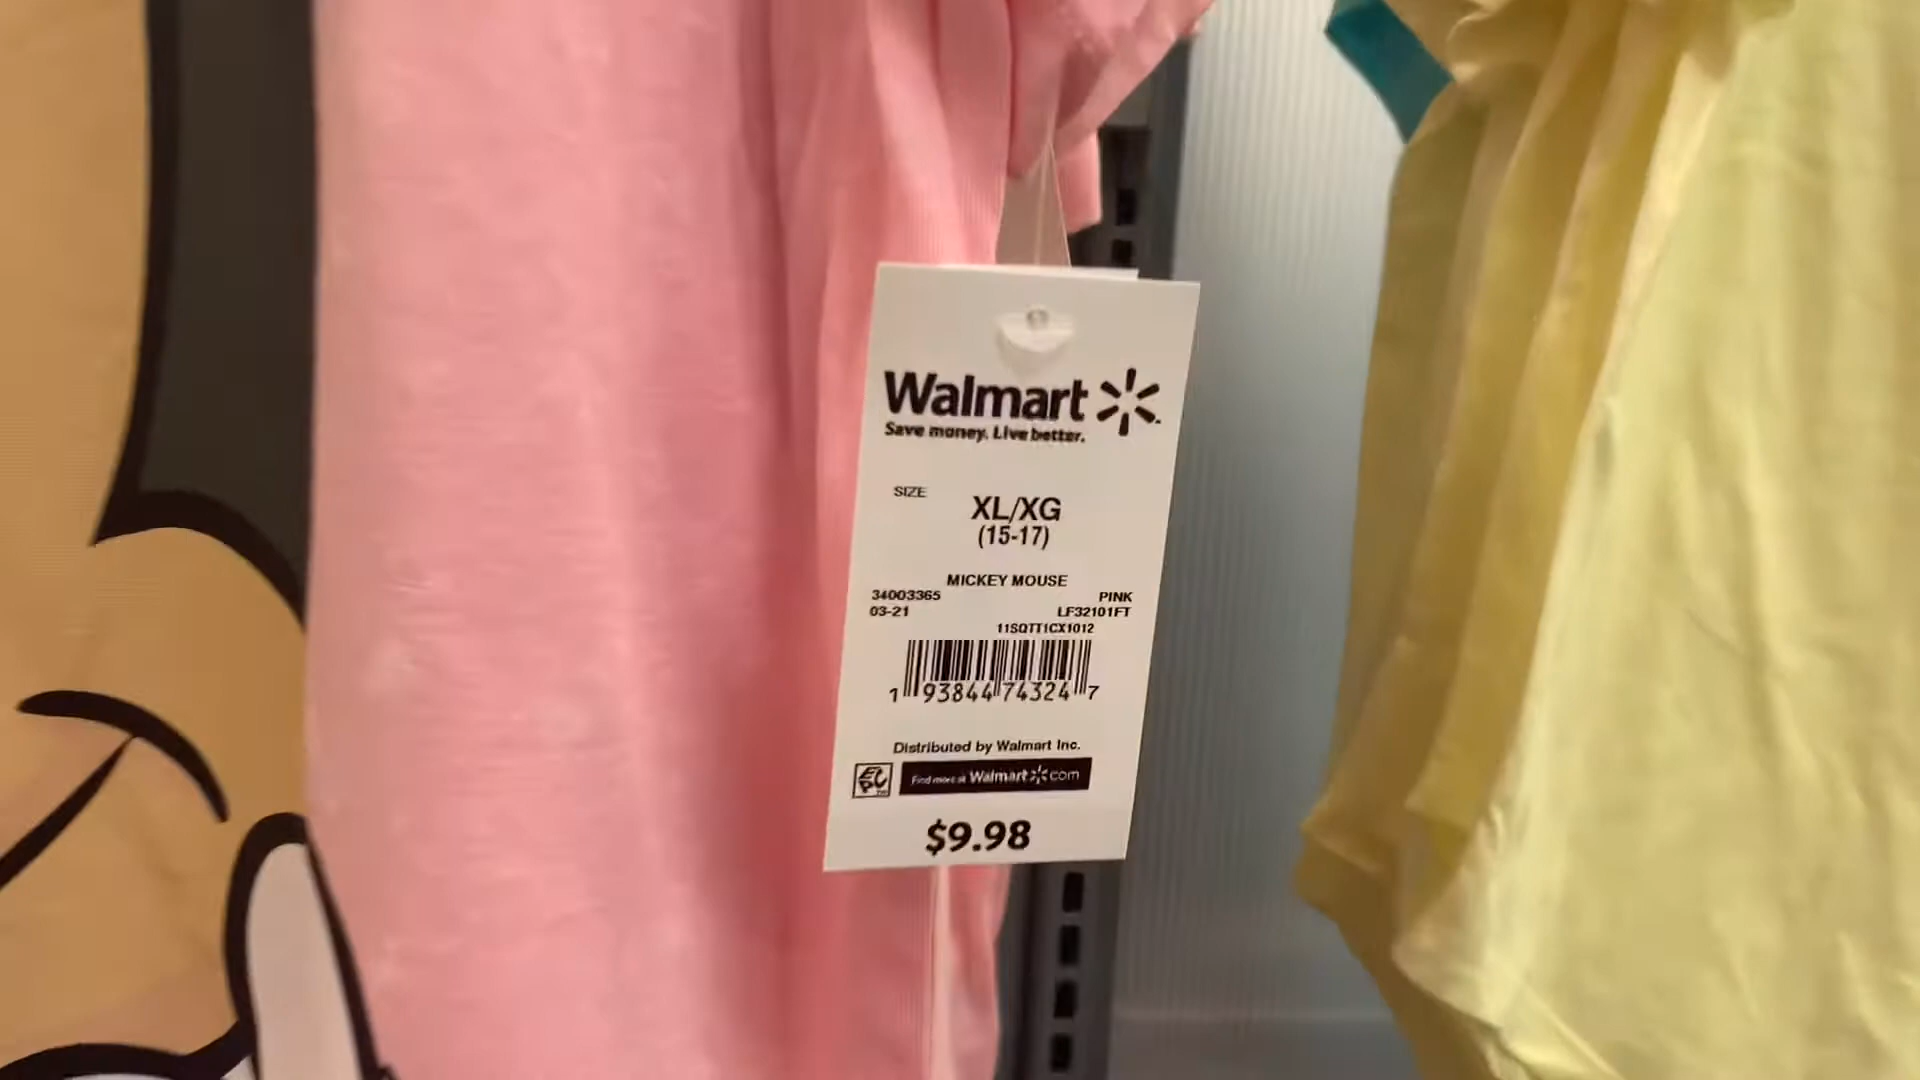 Walmart
Save money. Live better.
SIZE
XL/XG
(15-17)
MICKEY MOUSE
34003365 PINK
03-21 LF32101FT
11SQTT1CX1012
1 93844 74324 7
Distributed by Walmart Inc.
Find more at Walmart.com
$9.98